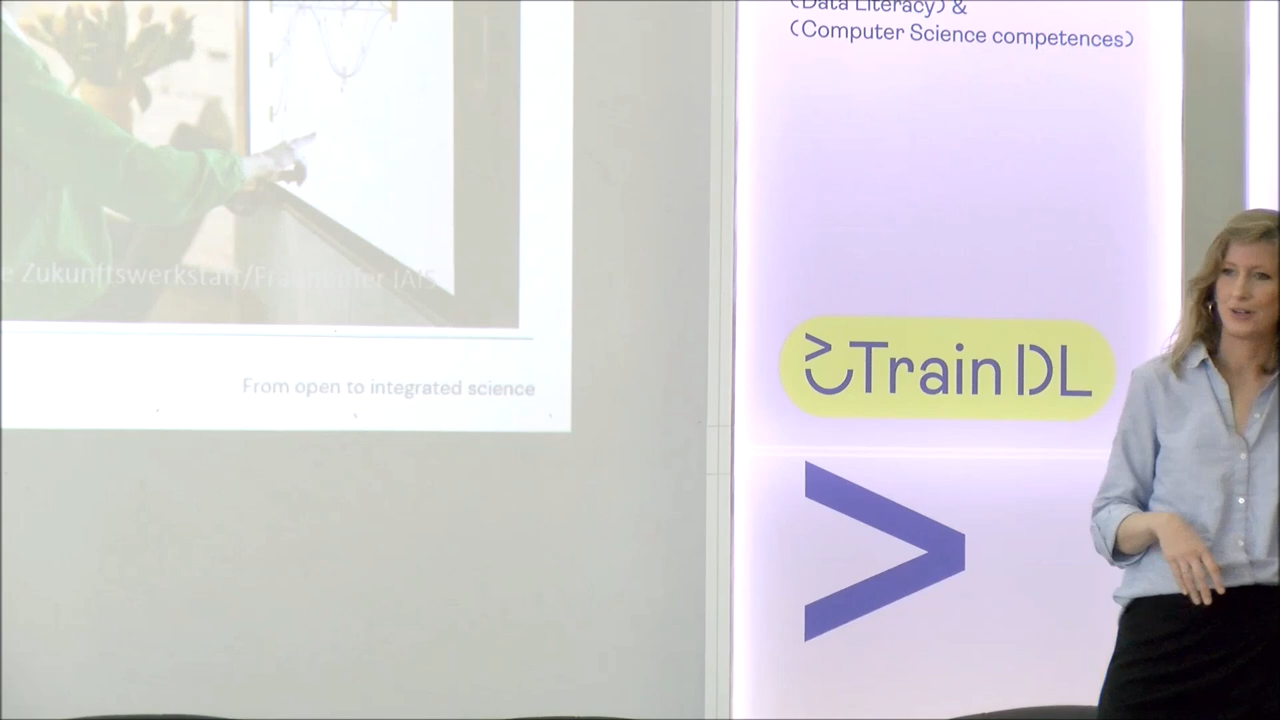 e Zukunftswerkstatt/Fraunhofer IAIS
From open to integrated science
(Data Literacy) &
(Computer Science competences)
Train DL